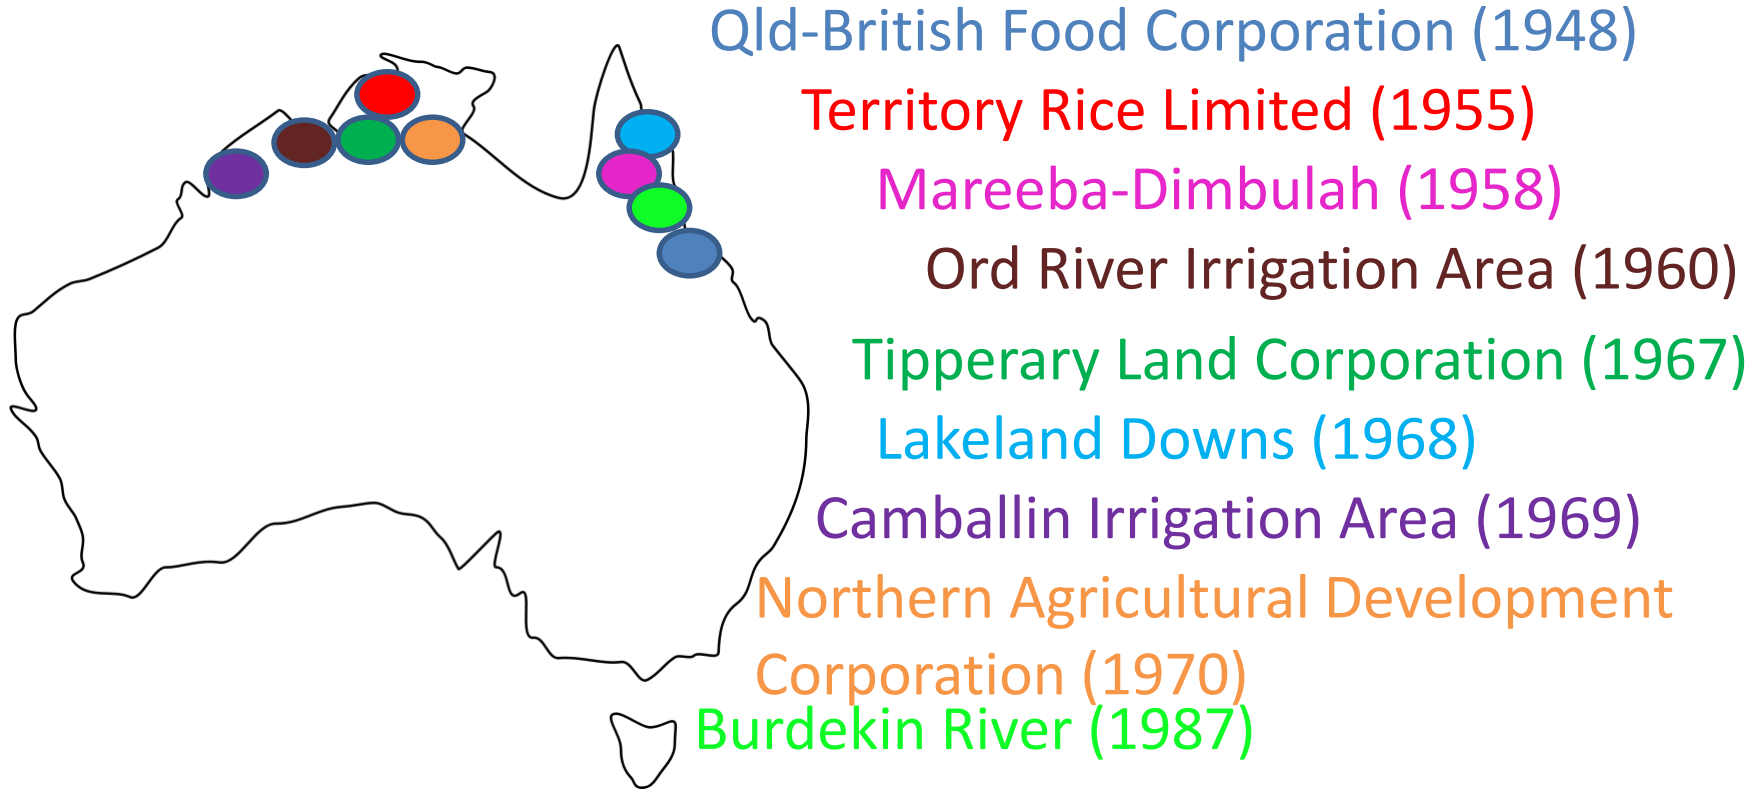 Qld-British Food Corporation (1948)
Territory Rice Limited (1955)
Mareeba-Dimbulah (1958)
Ord River Irrigation Area (1960)
Tipperary Land Corporation (1967)
Lakeland Downs (1968)
Camballin Irrigation Area (1969)
Northern Agricultural Development
Corporation (1970)
Burdekin River (1987)